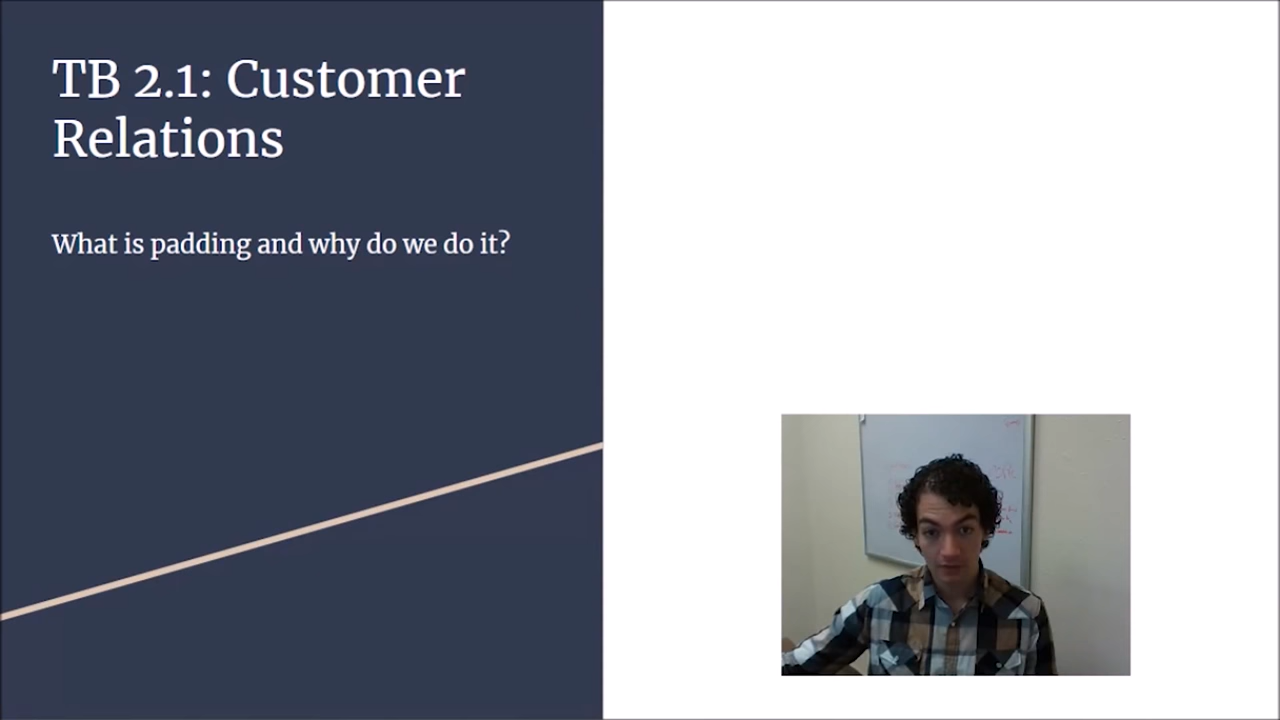 TB 2.1: Customer
Relations
What is padding and why do we do it?